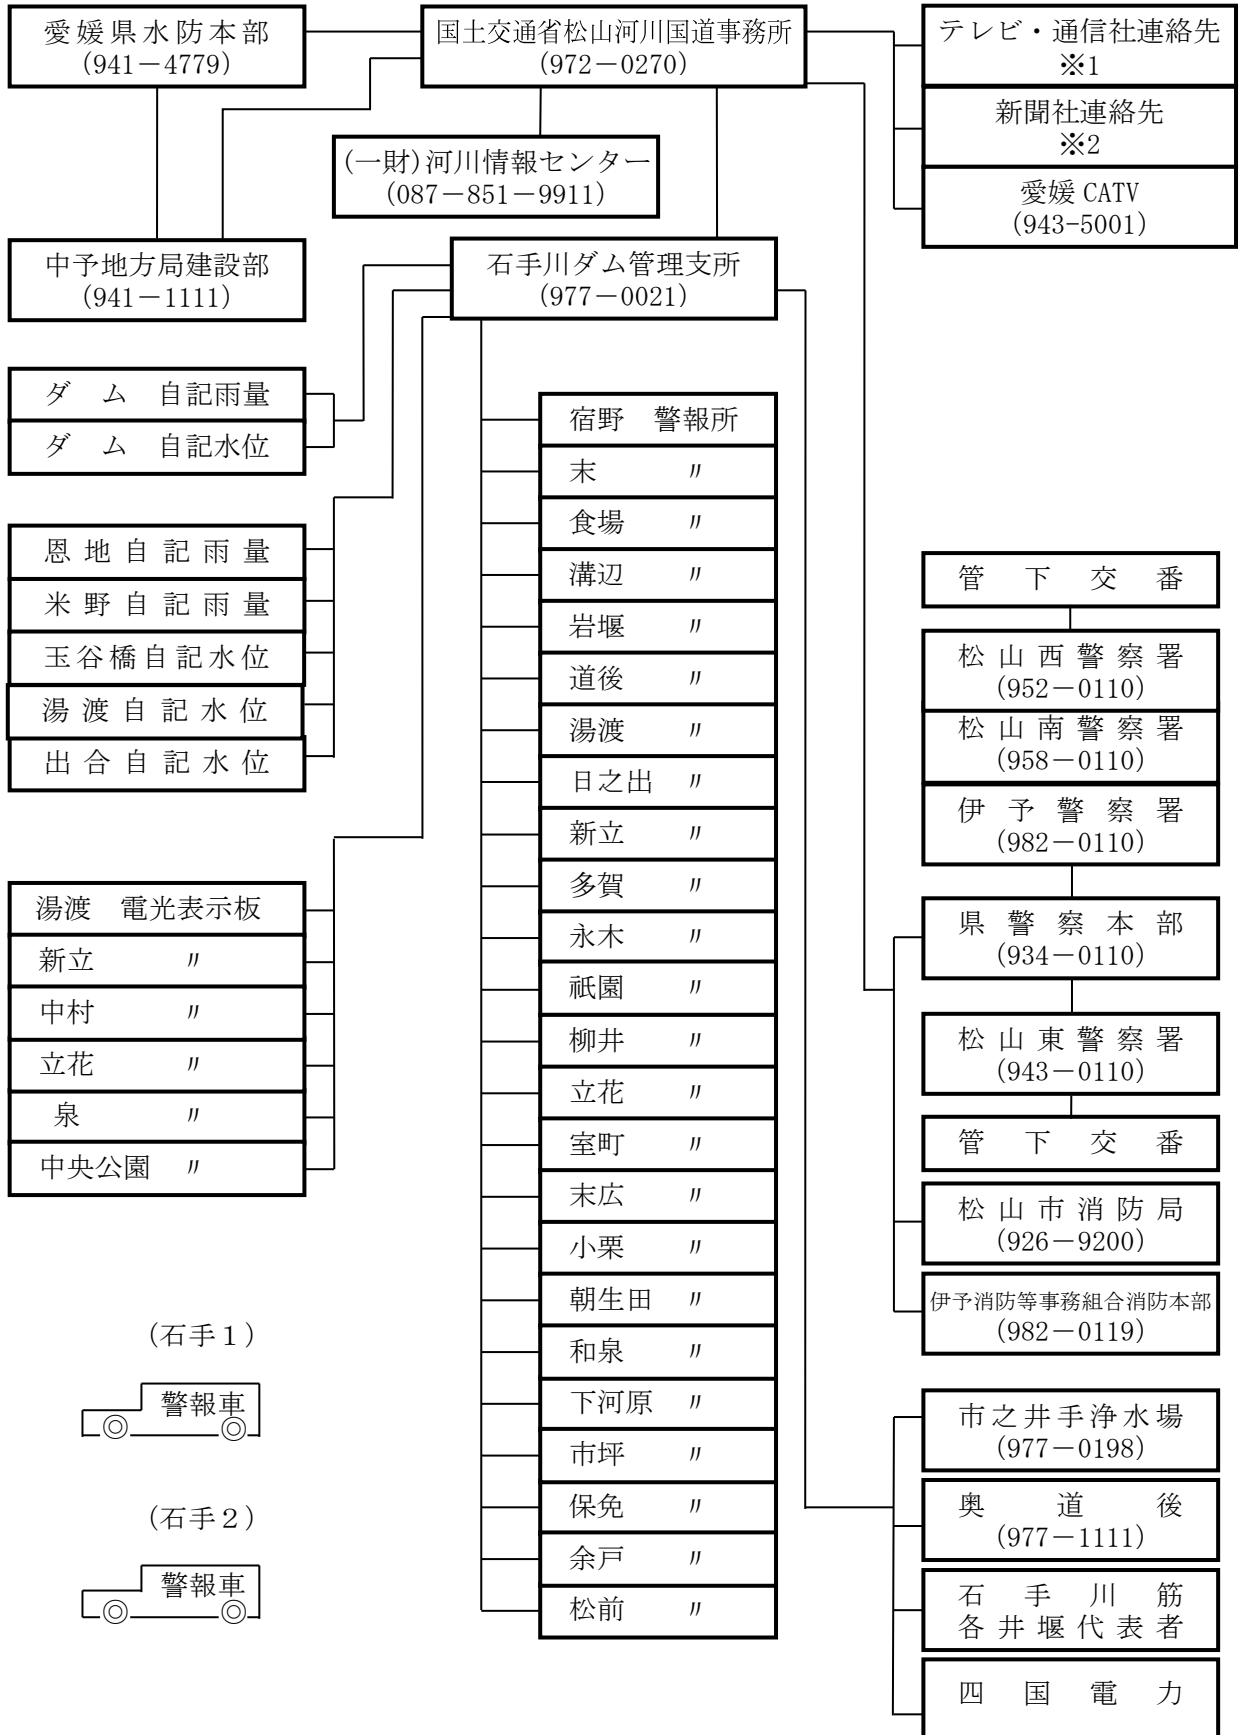 愛媛県水防本部
(941－4779)
国土交通省松山河川国道事務所
(972－0270)
テレビ・通信社連絡先
※1
新聞社連絡先
※2
愛媛 CATV
(943-5001)
(一財)河川情報センター
(087－851－9911)
中予地方局建設部
(941－1111)
石手川ダム管理支所
(977－0021)
ダム 自記雨量
ダム 自記水位
恩地自記雨量
米野自記雨量
玉谷橋自記水位
湯渡自記水位
出合自記水位
湯渡 電光表示板
新立 〃
中村 〃
立花 〃
泉 〃
中央公園 〃
(石手１)
警報車
(石手２)
警報車
宿野 警報所
末 〃
食場 〃
溝辺 〃
岩堰 〃
道後 〃
湯渡 〃
日之出 〃
新立 〃
多賀 〃
永木 〃
祇園 〃
柳井 〃
立花 〃
室町 〃
末広 〃
小栗 〃
朝生田 〃
和泉 〃
下河原 〃
市坪 〃
保免 〃
余戸 〃
松前 〃
管下交番
松山西警察署
(952－0110)
松山南警察署
(958－0110)
伊予警察署
(982－0110)
県警察本部
(934－0110)
松山東警察署
(943－0110)
管下交番
松山市消防局
(926－9200)
伊予消防等事務組合消防本部
(982－0119)
市之井手浄水場
(977－0198)
奥道後
(977－1111)
石手川筋
各井堰代表者
四国電力